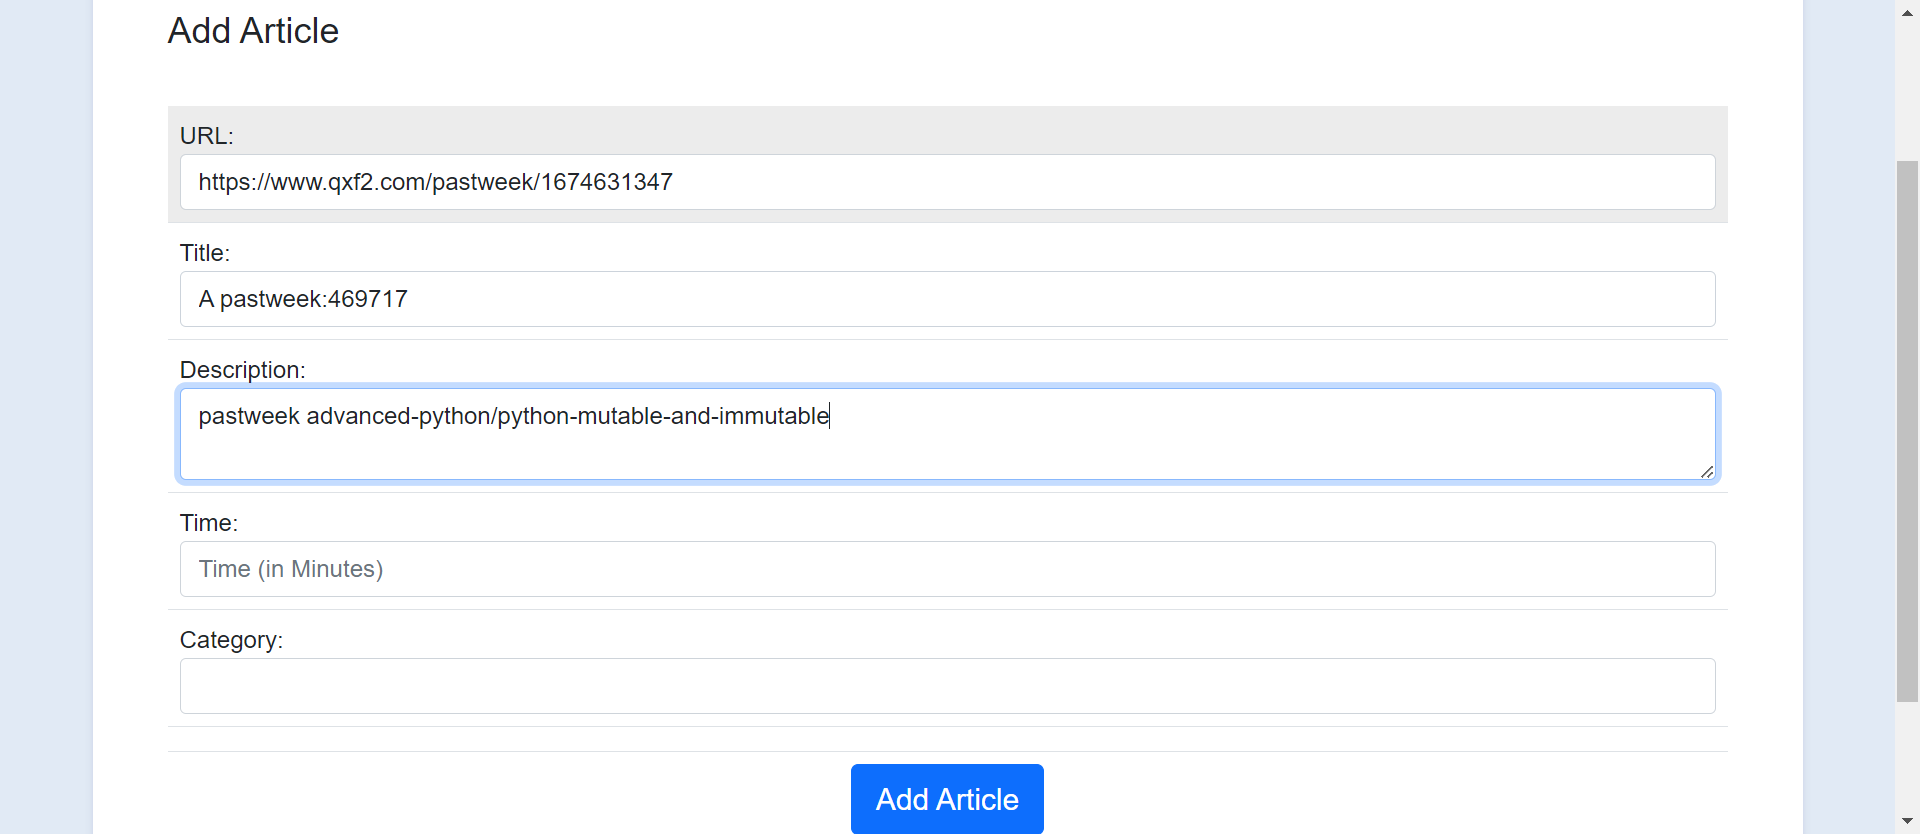 Add Article
URL:
https://www.qxf2.com/pastweek/1674631347
Title:
A pastweek:469717
Description:
pastweek advanced-python/python-mutable-and-immutable
Time:
Time (in Minutes)
Category:
Add Article